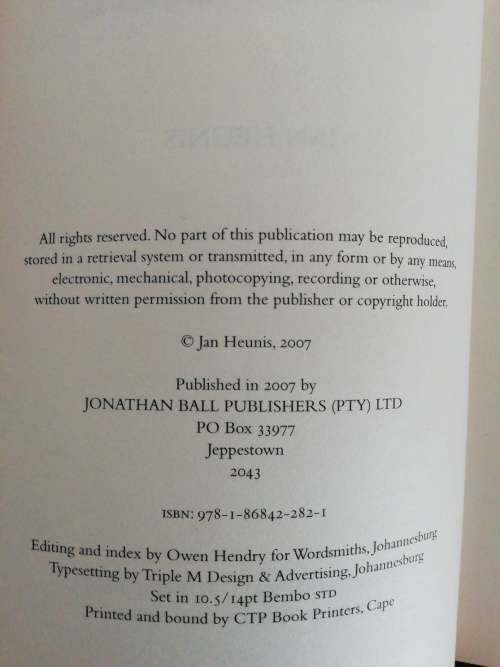 All rights reserved. No part of this publication may be reproduced,
stored in a retrieval system or transmitted, in any form or by any means,
electronic, mechanical, photocopying, recording or otherwise,
without written permission from the publisher or copyright holder.
© Jan Heunis, 2007
Published in 2007 by
JONATHAN BALL PUBLISHERS (PTY) LTD
PO Box 33977
Jeppestown
2043
ISBN: 978-1-86842-282-1
Editing and index by Owen Hendry for Wordsmiths, Johannesburg
Typesetting by Triple M Design & Advertising, Johannesburg
Set in 10.5/14pt Bembo STD
Printed and bound by CTP Book Printers, Cape